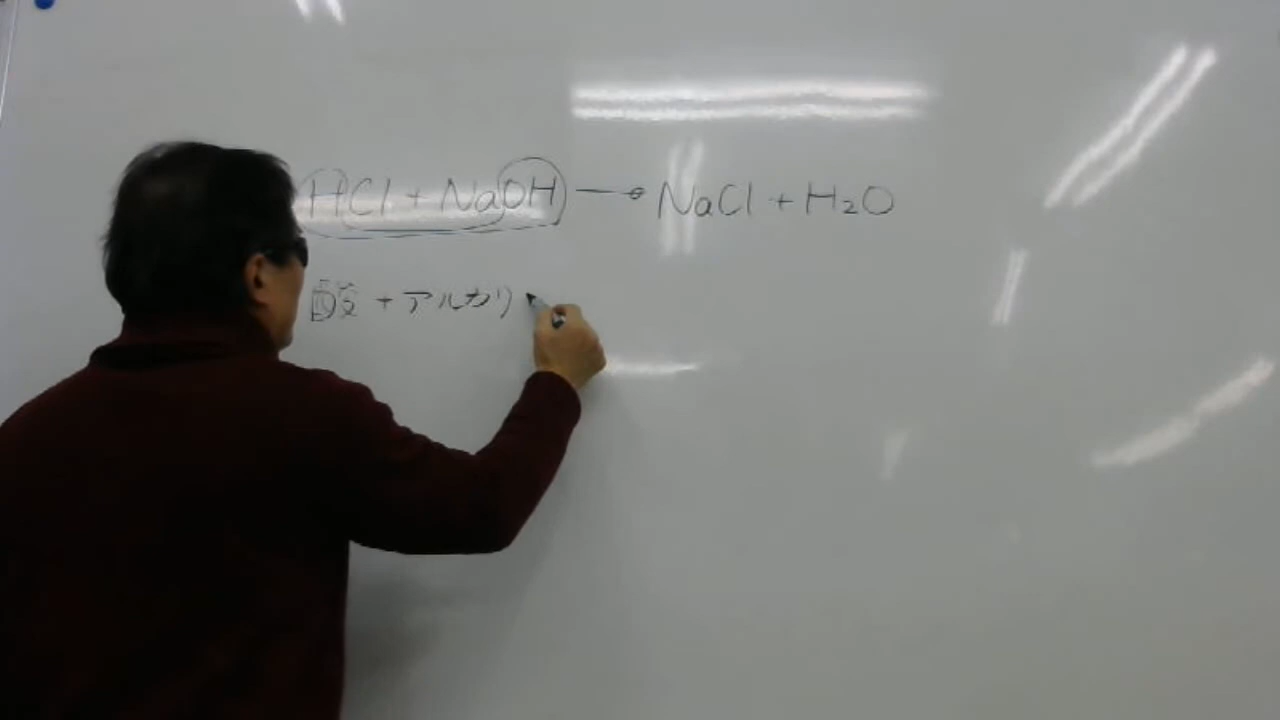 HCl + NaOH → NaCl + H₂O
酸 + アルカリ